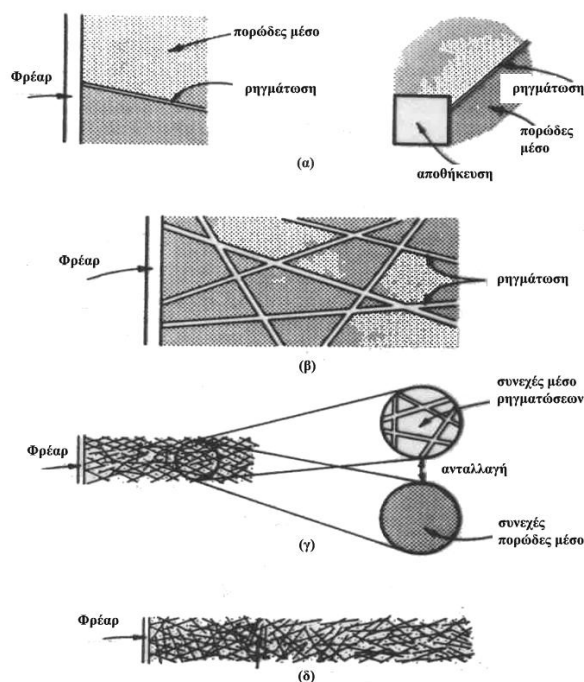 πορώδες μέσο
Φρέαρ
ρηγμάτωση
ρηγμάτωση
πορώδες
μέσο
αποθήκευση
(α)
Φρέαρ
ρηγμάτωση
(β)
συνεχές μέσο
ρηγματώσεων
Φρέαρ
ανταλλαγή
συνεχές
πορώδες μέσο
(γ)
Φρέαρ
(δ)